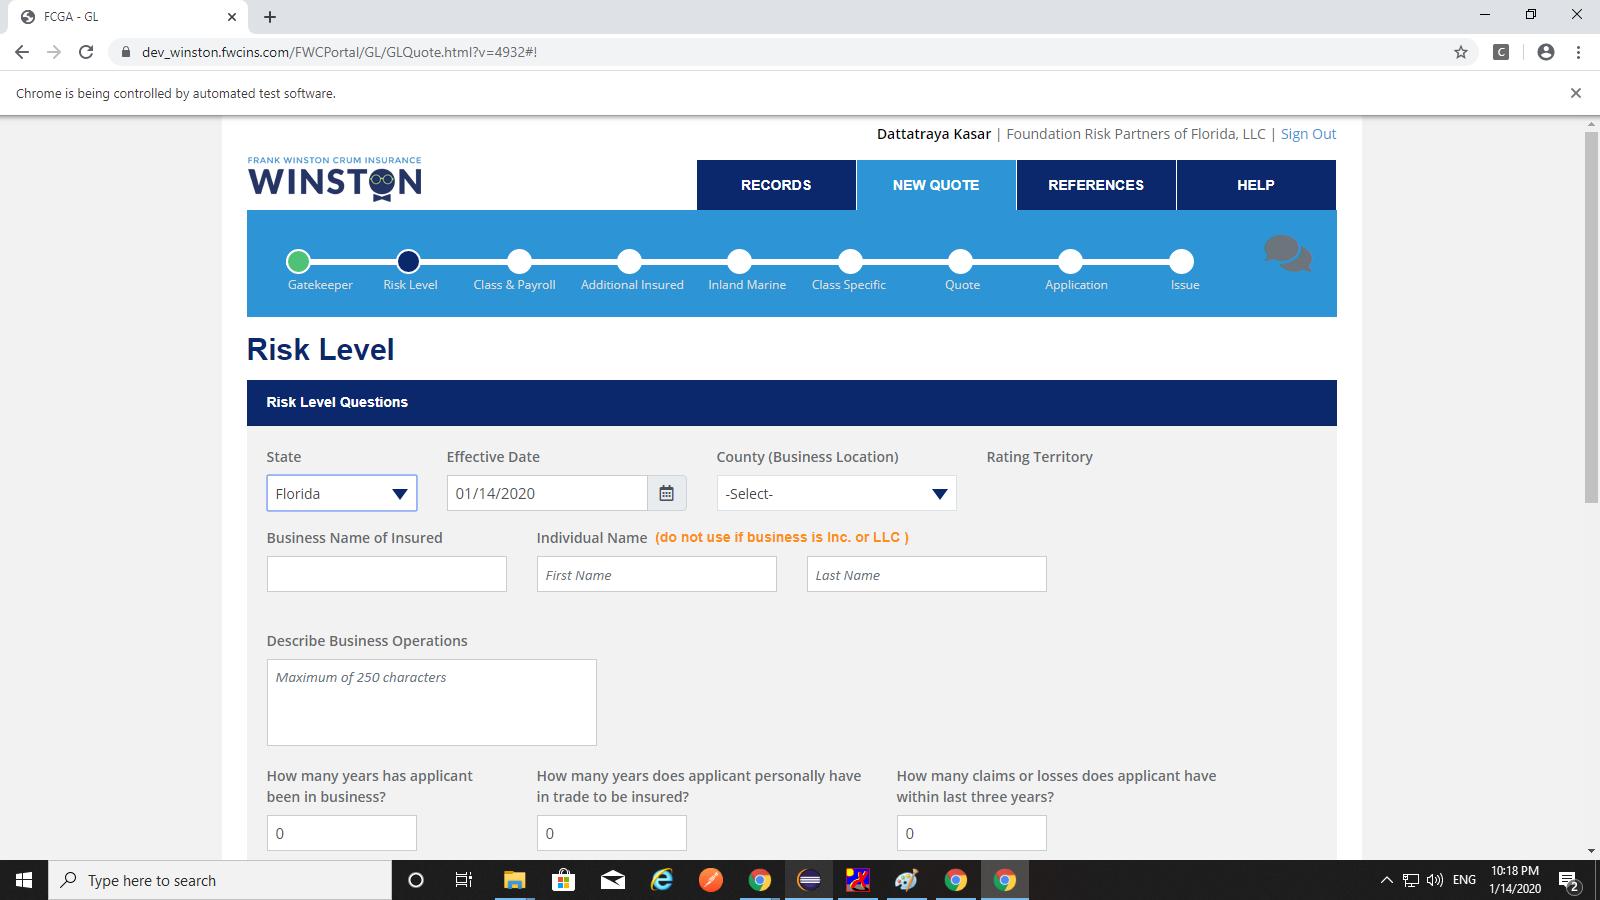 FCGA - GL
dev_winston.fwcins.com/FWCPortal/GL/GLQuote.html?v=4932#!
C
Chrome is being controlled by automated test software.
Dattatraya Kasar | Foundation Risk Partners of Florida, LLC | Sign Out
FRANK WINSTON CRUM INSURANCE
WINSTON
RECORDS NEW QUOTE REFERENCES HELP
Gatekeeper Risk Level Class & Payroll Additional Insured Inland Marine Class Specific Quote Application Issue
Risk Level
Risk Level Questions
State Effective Date County (Business Location) Rating Territory
Florida 01/14/2020 -Select-
Business Name of Insured Individual Name (do not use if business is Inc. or LLC )
First Name Last Name
Describe Business Operations
Maximum of 250 characters
How many years has applicant been in business?
How many years does applicant personally have in trade to be insured?
How many claims or losses does applicant have within last three years?
0 0 0
Type here to search
ENG
10:18 PM
1/14/2020
2